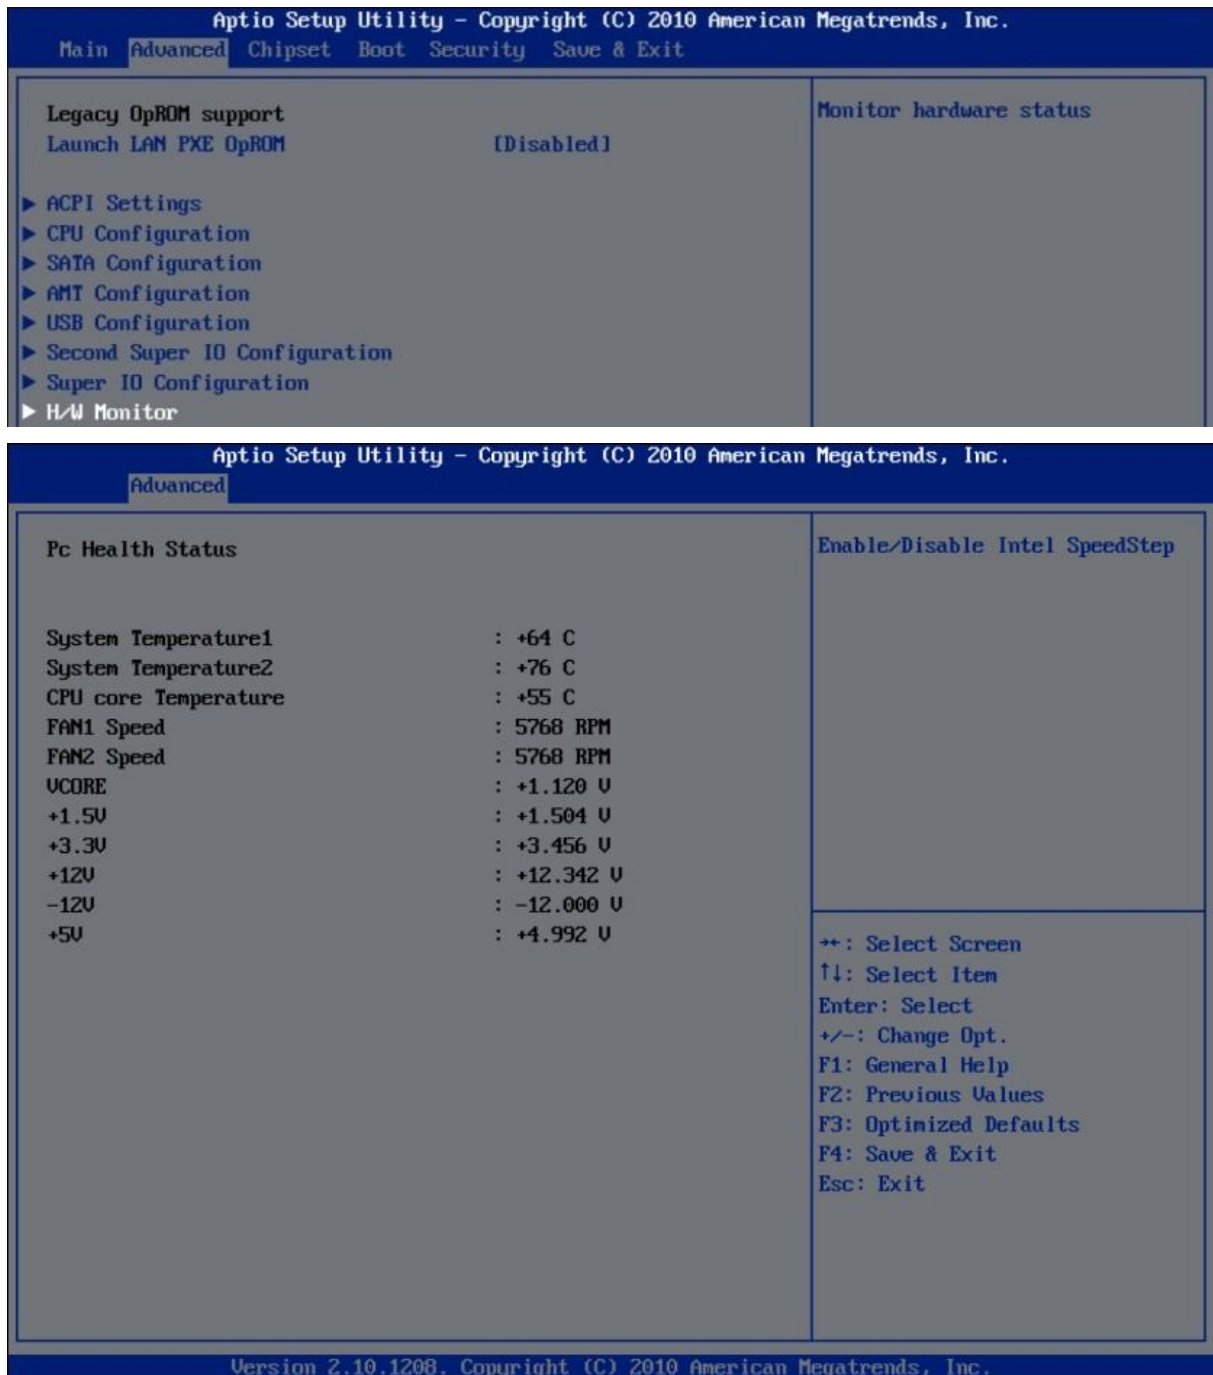 Aptio Setup Utility – Copyright (C) 2010 American Megatrends, Inc.
Main Advanced Chipset Boot Security Save & Exit
Legacy OpROM support
Launch LAN PXE OpROM [Disabled]
► ACPI Settings
► CPU Configuration
► SATA Configuration
► AMT Configuration
► USB Configuration
► Second Super IO Configuration
► Super IO Configuration
► H/W Monitor
Monitor hardware status
Aptio Setup Utility – Copyright (C) 2010 American Megatrends, Inc.
Advanced
Pc Health Status
System Temperature1 : +64 C
System Temperature2 : +76 C
CPU core Temperature : +55 C
FAN1 Speed : 5768 RPM
FAN2 Speed : 5768 RPM
VCORE : +1.120 V
+1.5V : +1.504 V
+3.3V : +3.456 V
+12V : +12.342 V
-12V : -12.000 V
+5V : +4.992 V
Enable/Disable Intel SpeedStep
→←: Select Screen
↑↓: Select Item
Enter: Select
+/-: Change Opt.
F1: General Help
F2: Previous Values
F3: Optimized Defaults
F4: Save & Exit
Esc: Exit
Version 2.10.1208. Copyright (C) 2010 American Megatrends, Inc.